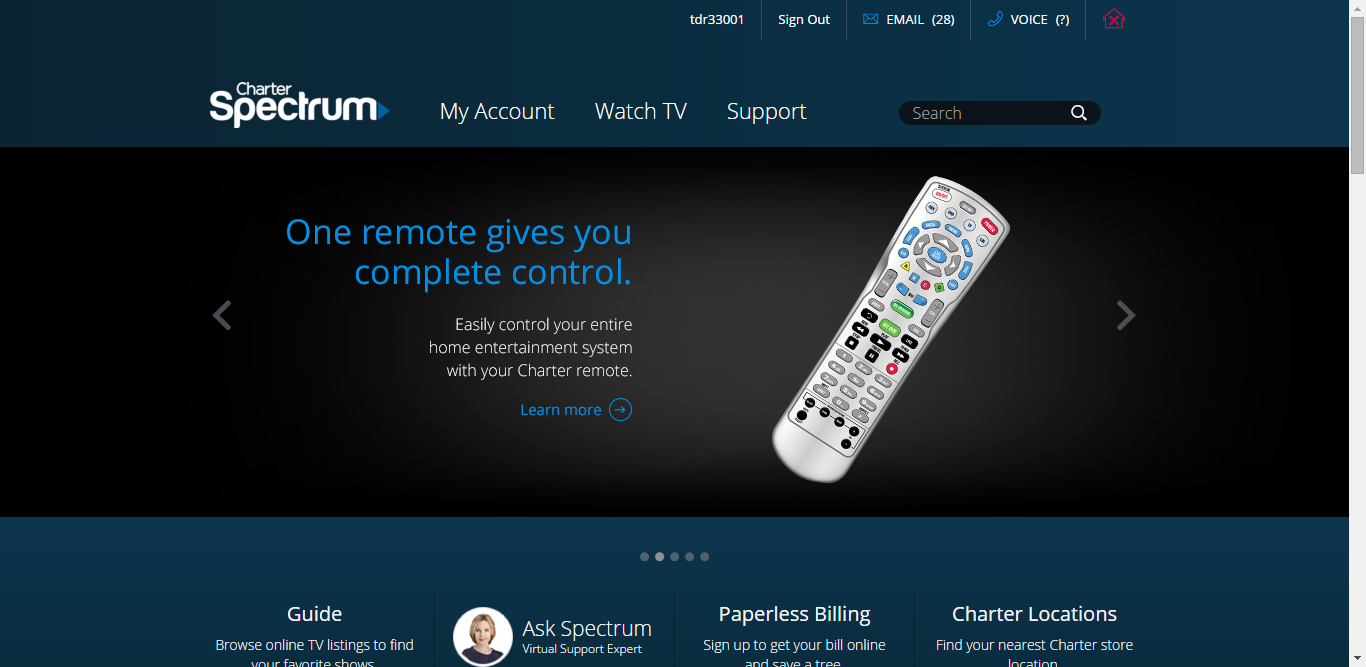 tdr33001
Sign Out
EMAIL (28)
VOICE (?)
Charter
Spectrum
My Account
Watch TV
Support
Search
One remote gives you
complete control.
Easily control your entire
home entertainment system
with your Charter remote.
Learn more
Guide
Browse online TV listings to find
your favorite shows
Ask Spectrum
Virtual Support Expert
Paperless Billing
Sign up to get your bill online
and save a tree
Charter Locations
Find your nearest Charter store
location